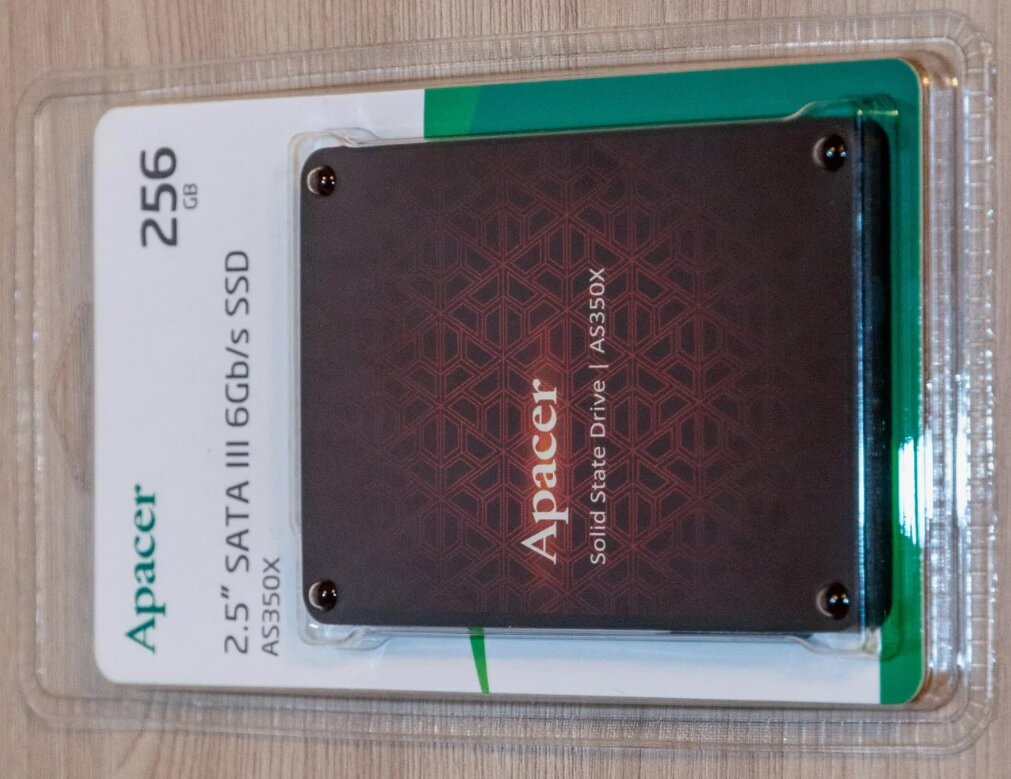 Apacer
256
GB
2.5” SATA III 6Gb/s SSD
AS350X
Apacer
Solid State Drive | AS350X